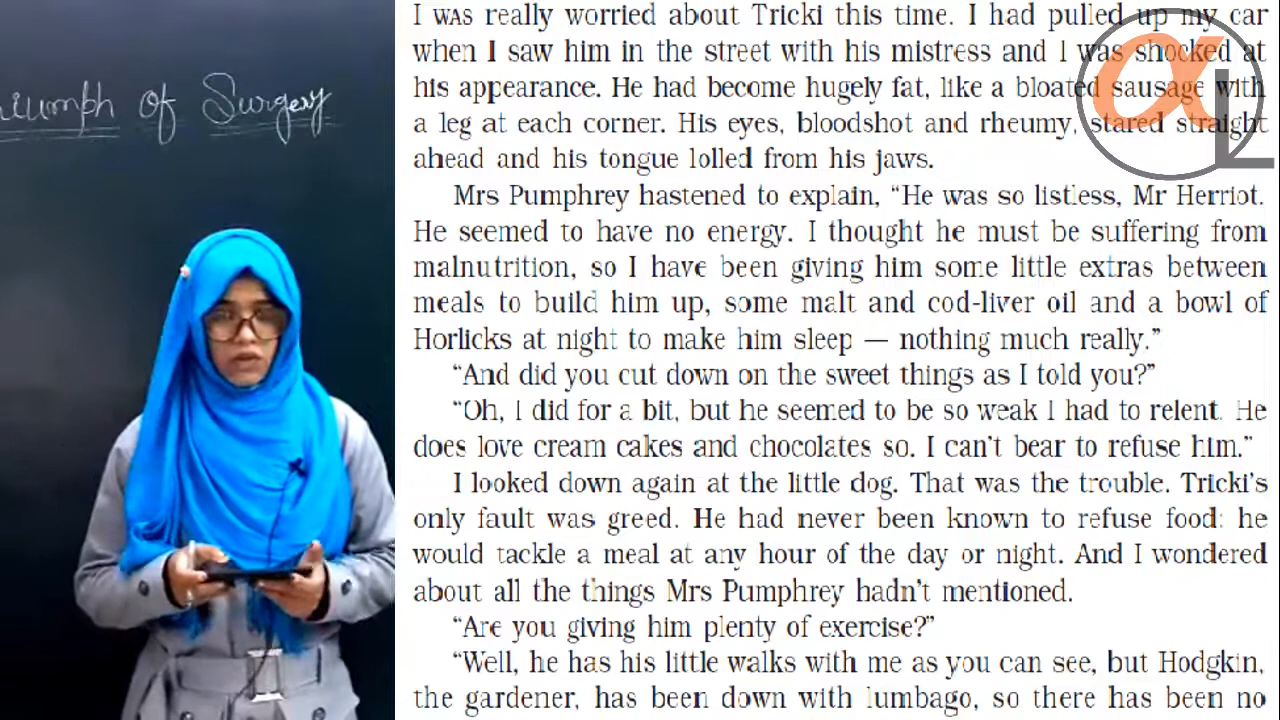 Triumph of Surgery
I WAS really worried about Tricki this time. I had pulled up my car
when I saw him in the street with his mistress and I was shocked at
his appearance. He had become hugely fat, like a bloated sausage with
a leg at each corner. His eyes, bloodshot and rheumy, stared straight
ahead and his tongue lolled from his jaws.
Mrs Pumphrey hastened to explain, “He was so listless, Mr Herriot.
He seemed to have no energy. I thought he must be suffering from
malnutrition, so I have been giving him some little extras between
meals to build him up, some malt and cod-liver oil and a bowl of
Horlicks at night to make him sleep — nothing much really.”
“And did you cut down on the sweet things as I told you?”
“Oh, I did for a bit, but he seemed to be so weak I had to relent. He
does love cream cakes and chocolates so. I can’t bear to refuse him.”
I looked down again at the little dog. That was the trouble. Tricki’s
only fault was greed. He had never been known to refuse food: he
would tackle a meal at any hour of the day or night. And I wondered
about all the things Mrs Pumphrey hadn’t mentioned.
“Are you giving him plenty of exercise?”
“Well, he has his little walks with me as you can see, but Hodgkin,
the gardener, has been down with lumbago, so there has been no
αL